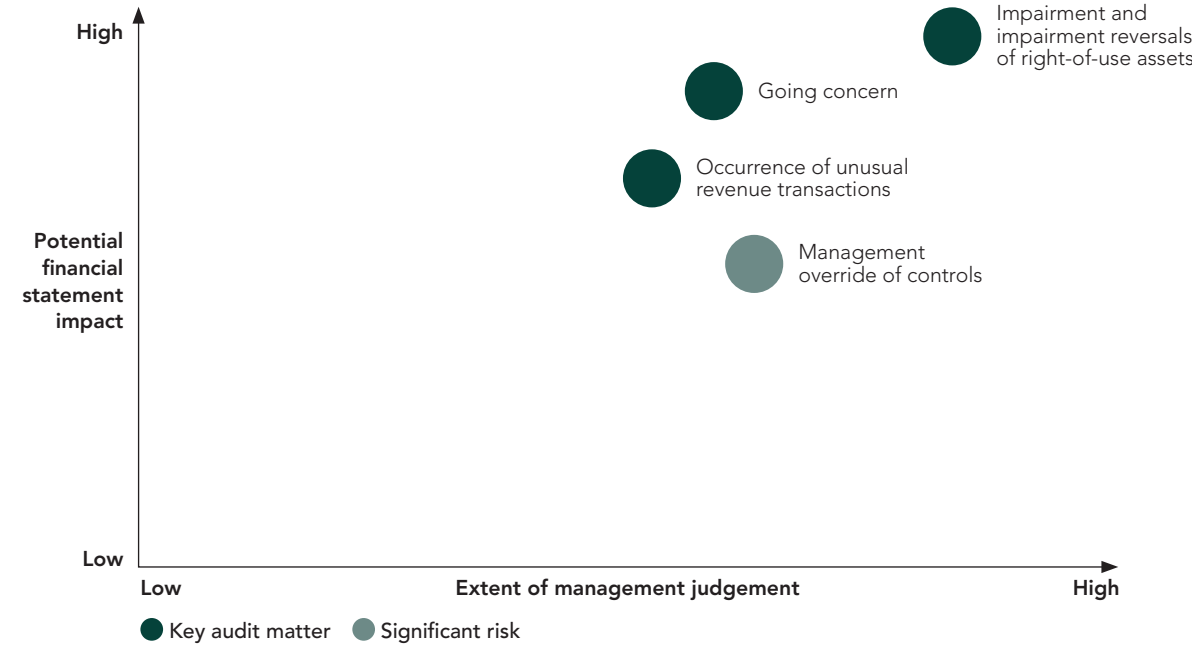 High
Impairment and
impairment reversals
of right-of-use assets
Going concern
Occurrence of unusual
revenue transactions
Potential
financial
statement
impact
Management
override of controls
Low
Low
Extent of management judgement
High
Key audit matter
Significant risk